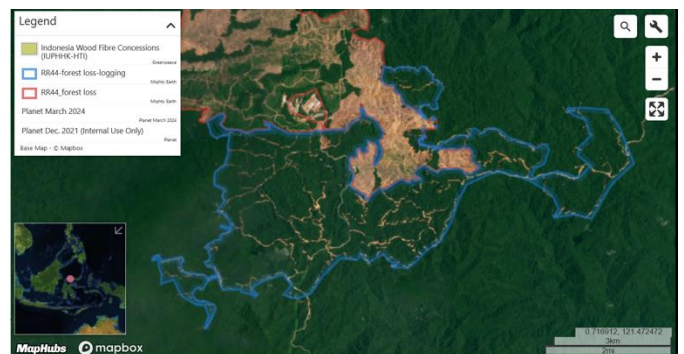 Legend
Indonesia Wood Fibre Concessions
(IUPHHK-HTI)
Greenpeace
RR44-forest loss-logging
Mighty Earth
RR44_forest loss
Mighty Earth
Planet March 2024
Planet March 2024
Planet Dec. 2021 (Internal Use Only)
Planet
Base Map - © Mapbox
0.716912, 121.472472
3km
2mi
MapHubs
mapbox